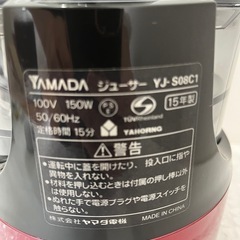 YAMADA ジューサー YJ-S08C1
100V 150W
50/60Hz
定格時間 15分
TÜVRheinland
YAHORNG
15年製
警告
●運転中に蓋を開けたり、投入口に指や
異物を入れない。
●材料を押し込むときは付属の押し棒以外
使用しない。
●ぬれた手で電源プラグや電源スイッチを
触らない。
株式会社 ヤマダ電機 MADE IN CHINA